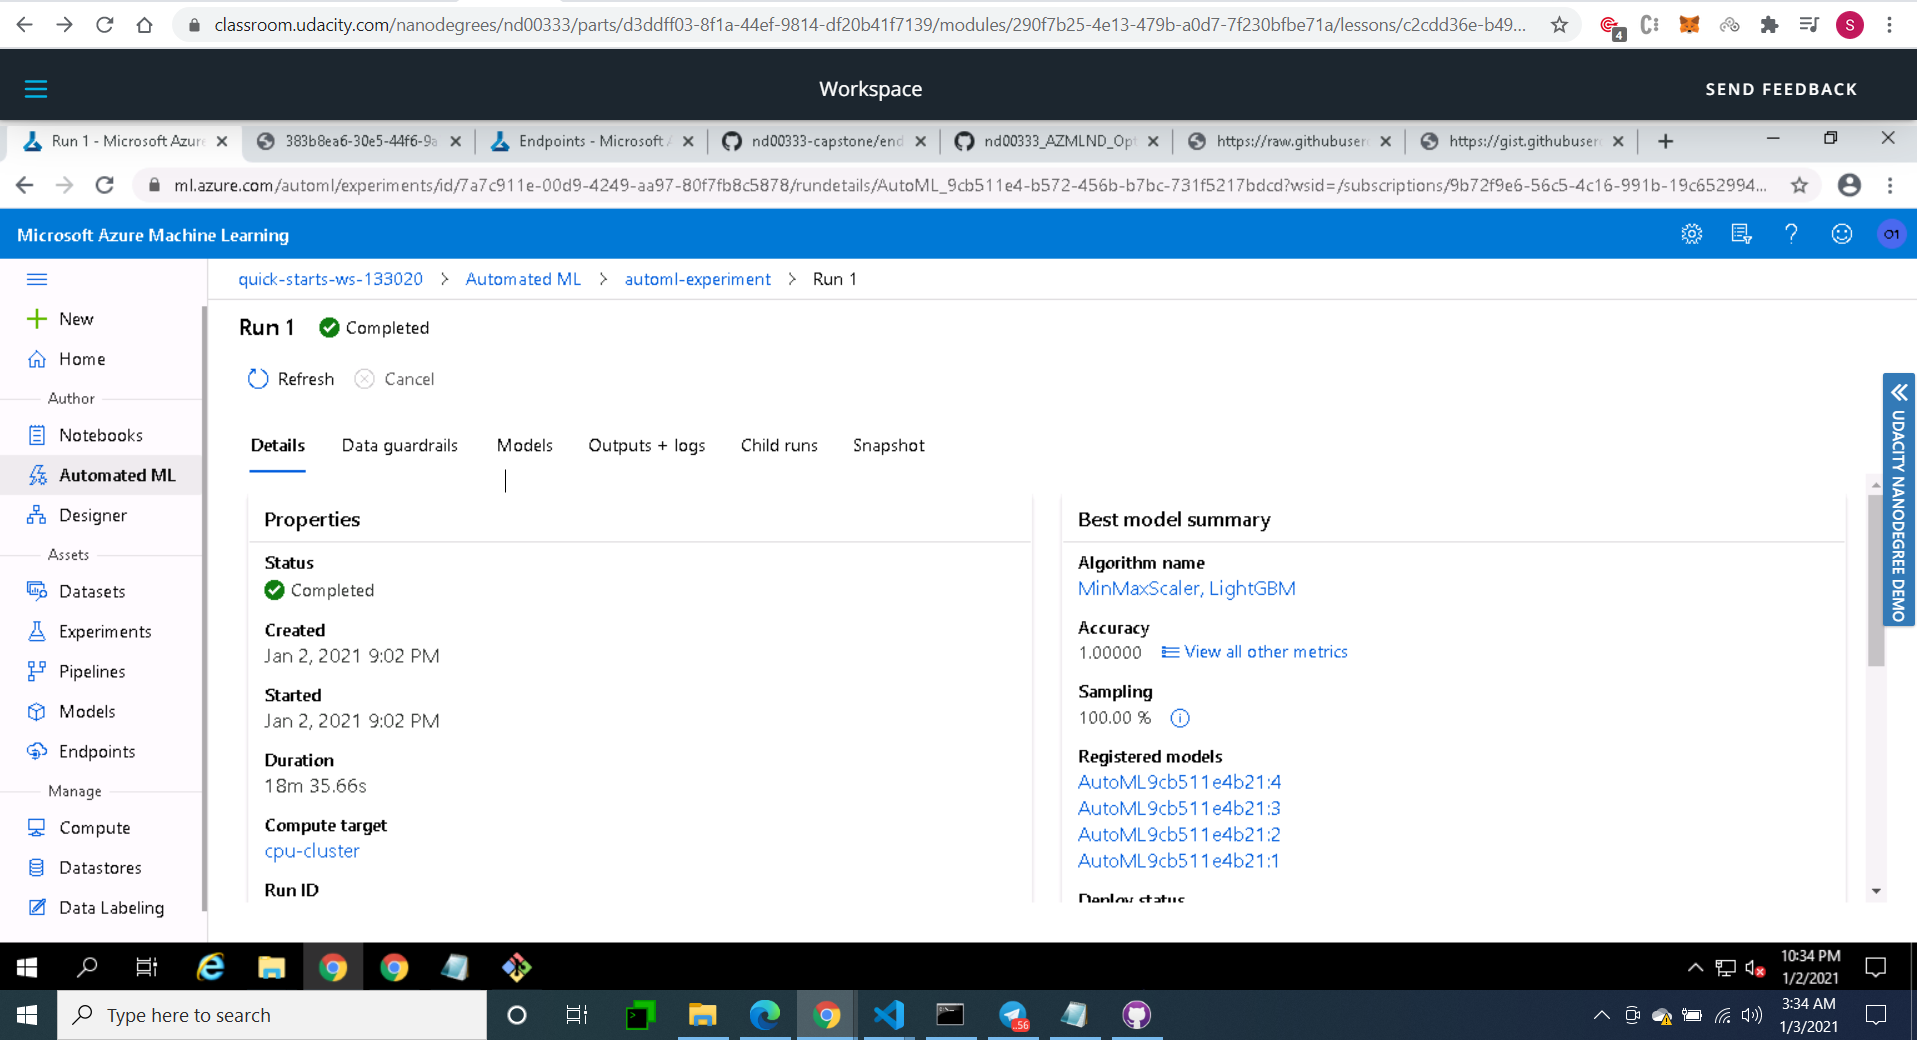 classroom.udacity.com/nanodegrees/nd00333/parts/d3ddff03-8f1a-44ef-9814-df20b41f7139/modules/290f7b25-4e13-479b-a0d7-7f230bfbe71a/lessons/c2cdd36e-b49...
4
S
Workspace
SEND FEEDBACK
Run 1 - Microsoft Azure
383b8ea6-30e5-44f6-9a
Endpoints - Microsoft A
nd00333-capstone/end
nd00333_AZMLND_Opt
https://raw.githubuser
https://gist.githubuser
ml.azure.com/automl/experiments/id/7a7c911e-00d9-4249-aa97-80f7fb8c5878/rundetails/AutoML_9cb511e4-b572-456b-b7bc-731f5217bdcd?wsid=/subscriptions/9b72f9e6-56c5-4c16-991b-19c652994...
Microsoft Azure Machine Learning
O1
quick-starts-ws-133020 > Automated ML > automl-experiment > Run 1
New
Home
Author
Notebooks
Automated ML
Designer
Assets
Datasets
Experiments
Pipelines
Models
Endpoints
Manage
Compute
Datastores
Data Labeling
Run 1 Completed
Refresh Cancel
Details Data guardrails Models Outputs + logs Child runs Snapshot
Properties
Status
Completed
Created
Jan 2, 2021 9:02 PM
Started
Jan 2, 2021 9:02 PM
Duration
18m 35.66s
Compute target
cpu-cluster
Run ID
Best model summary
Algorithm name
MinMaxScaler, LightGBM
Accuracy
1.00000 View all other metrics
Sampling
100.00 %
Registered models
AutoML9cb511e4b21:4
AutoML9cb511e4b21:3
AutoML9cb511e4b21:2
AutoML9cb511e4b21:1
Deploy status
UDACITY NANODEGREE DEMO
10:34 PM
1/2/2021
Type here to search
.56
3:34 AM
1/3/2021